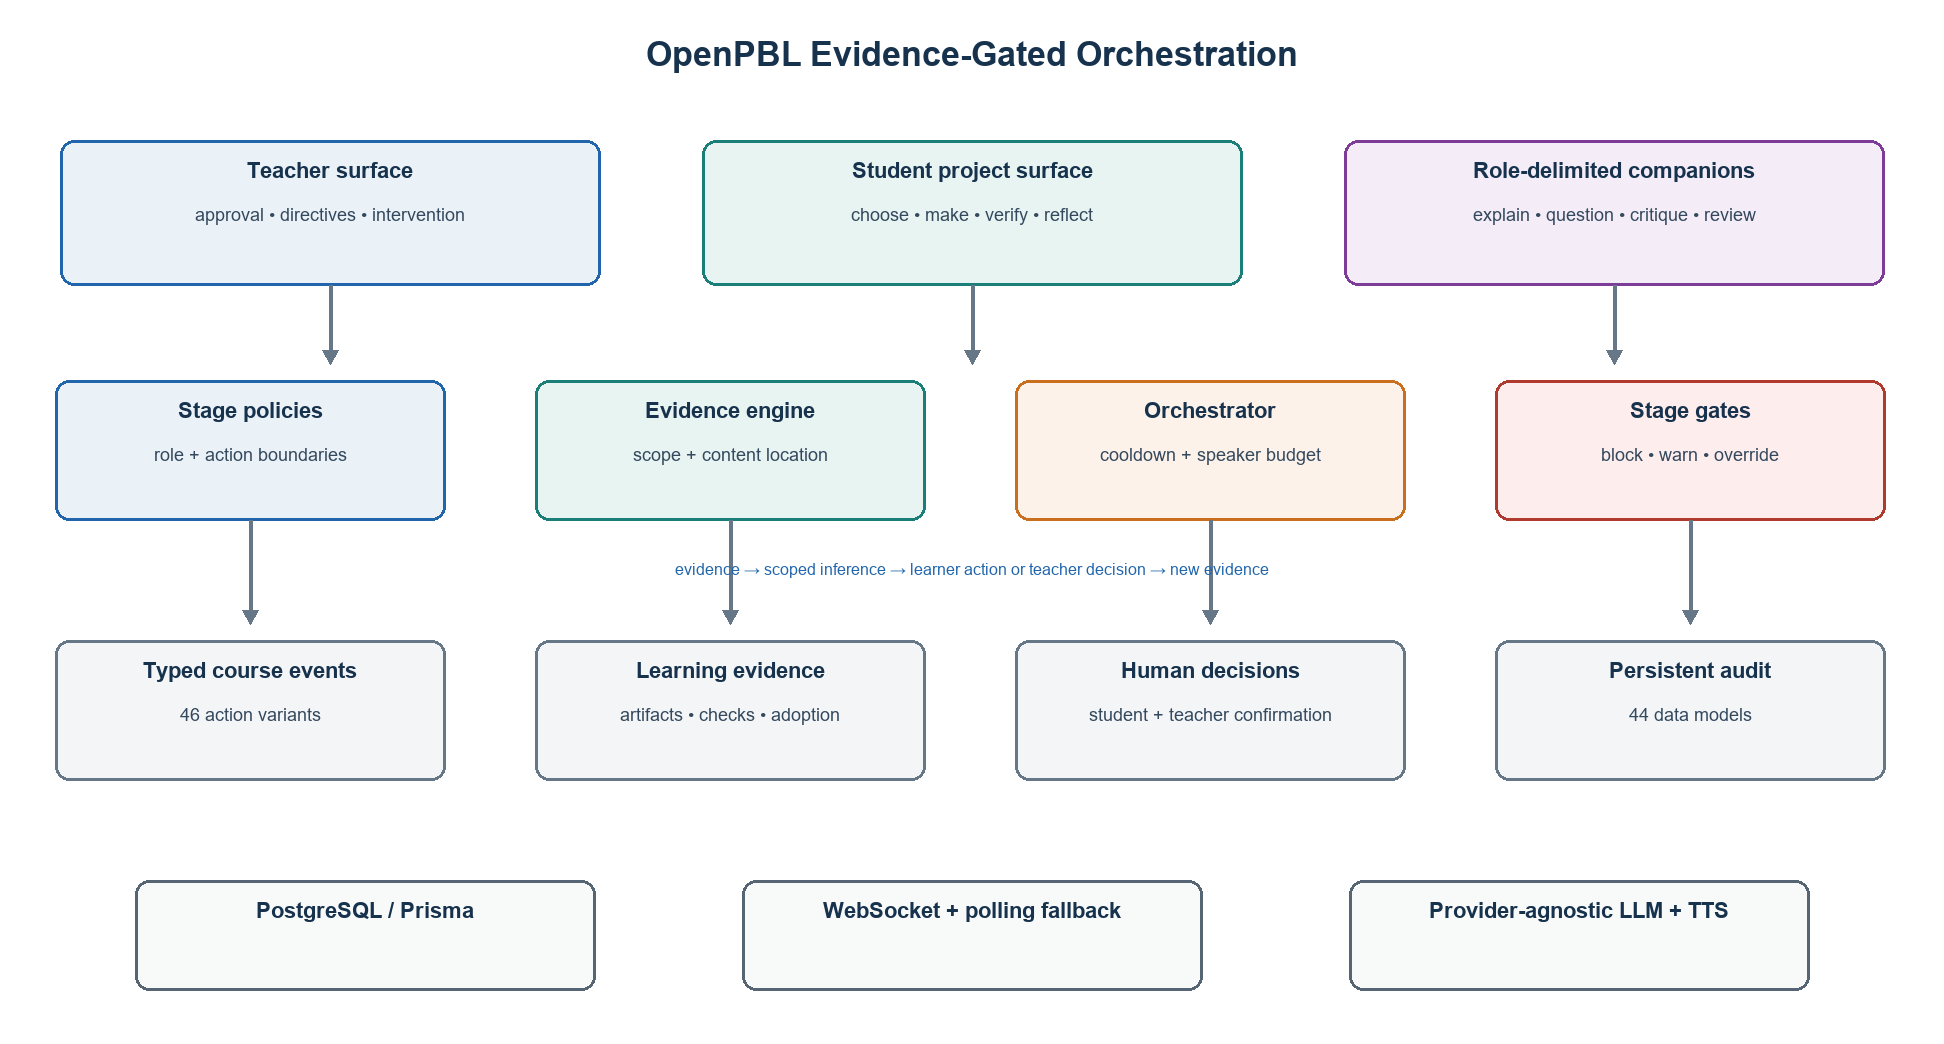 OpenPBL Evidence-Gated Orchestration
Teacher surface
approval • directives • intervention
Student project surface
choose • make • verify • reflect
Role-delimited companions
explain • question • critique • review
Stage policies
role + action boundaries
Evidence engine
scope + content location
Orchestrator
cooldown + speaker budget
Stage gates
block • warn • override
evidence → scoped inference → learner action or teacher decision → new evidence
Typed course events
46 action variants
Learning evidence
artifacts • checks • adoption
Human decisions
student + teacher confirmation
Persistent audit
44 data models
PostgreSQL / Prisma
WebSocket + polling fallback
Provider-agnostic LLM + TTS